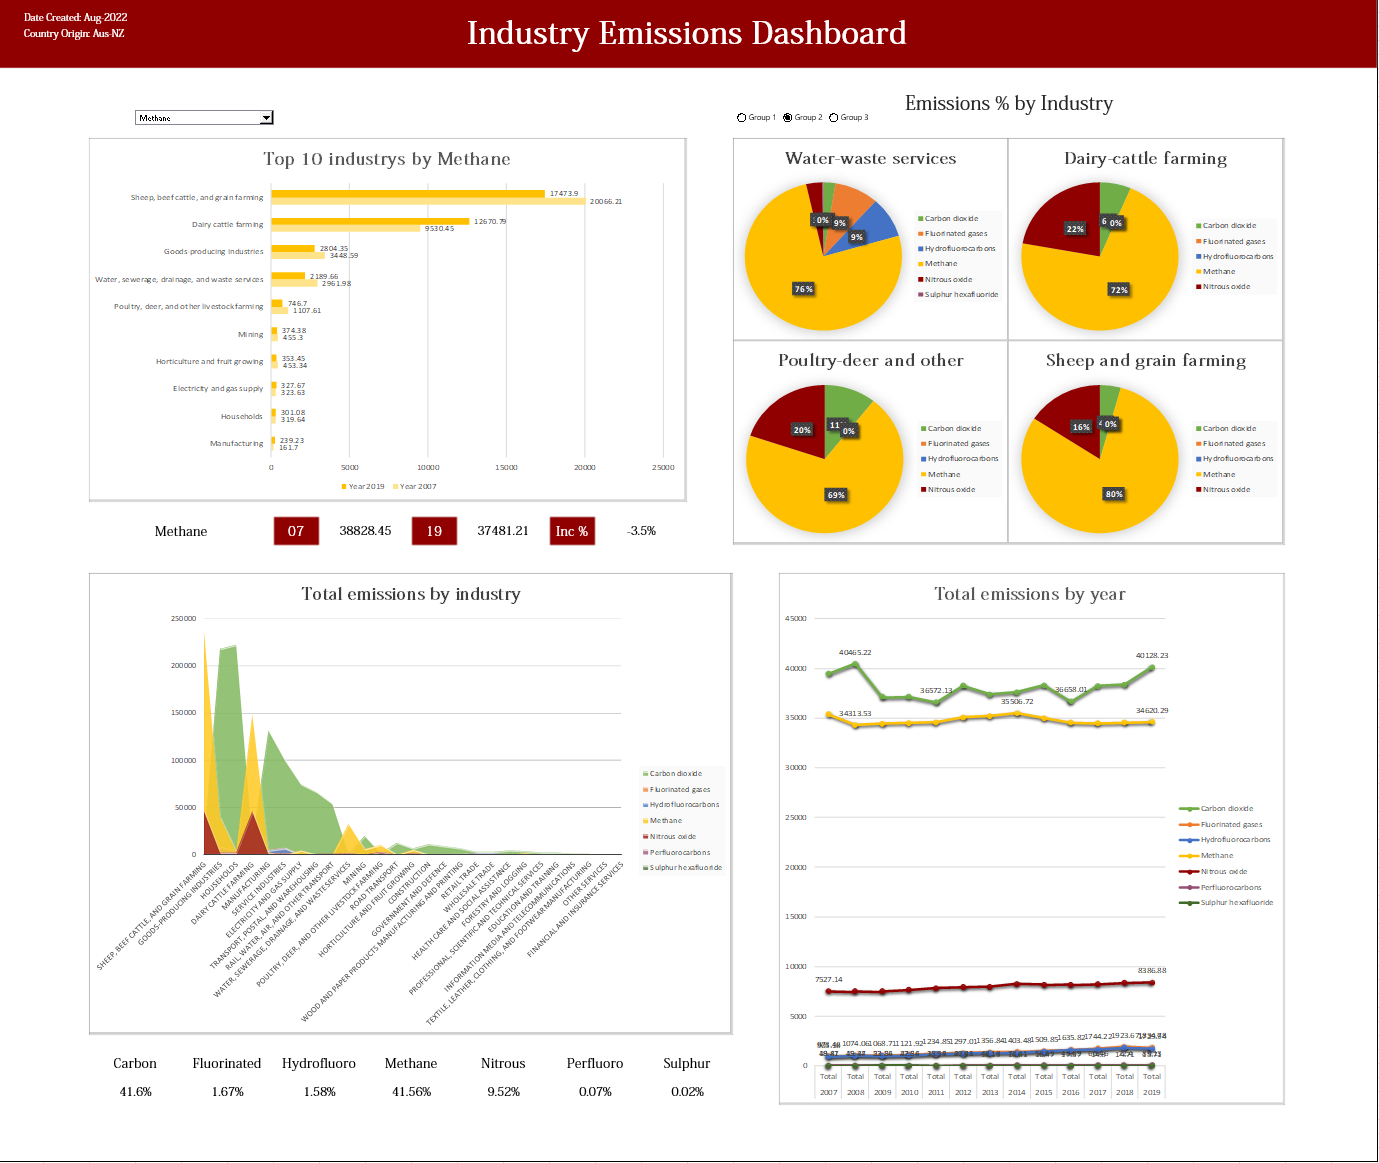 Date Created: Aug-2022
Country Origin: Aus-NZ
Industry Emissions Dashboard
Methane
Emissions % by Industry
Group 1 Group 2 Group 3
Top 10 industrys by Methane
Sheep, beef cattle, and grain farming 17473.9 20066.21
Dairy cattle farming 12670.79 9530.45
Goods producing industries 2804.35 3448.59
Water, sewerage, drainage, and waste services 2189.66 2961.98
Poultry, deer, and other livestock farming 746.7 1107.61
Mining 374.38 455.3
Horticulture and fruit growing 353.45 453.34
Electricity and gas supply 327.67 323.63
Households 301.08 319.64
Manufacturing 239.23 161.7
0 5000 10000 15000 20000 25000
Year 2019 Year 2007
Methane 07 38828.45 19 37481.21 Inc % -3.5%
Water-waste services
0% 9% 9% 76%
Carbon dioxide
Fluorinated gases
Hydrofluorocarbons
Methane
Nitrous oxide
Sulphur hexafluoride
Dairy-cattle farming
22% 0% 72%
Carbon dioxide
Fluorinated gases
Hydrofluorocarbons
Methane
Nitrous oxide
Poultry-deer and other
20% 0% 69%
Carbon dioxide
Fluorinated gases
Hydrofluorocarbons
Methane
Nitrous oxide
Sheep and grain farming
16% 0% 80%
Carbon dioxide
Fluorinated gases
Hydrofluorocarbons
Methane
Nitrous oxide
Total emissions by industry
250000
200000
150000
100000
50000
0
SHEEP, BEEF CATTLE, AND GRAIN FARMING
GOODS-PRODUCING INDUSTRIES
HOUSEHOLDS
DAIRY CATTLE FARMING
MANUFACTURING
SERVICE INDUSTRIES
ELECTRICITY AND GAS SUPPLY
TRANSPORT, POSTAL, AND WAREHOUSING
RAIL, WATER, AIR, AND OTHER TRANSPORT
WATER, SEWERAGE, DRAINAGE, AND WASTE SERVICES
MINING
POULTRY, DEER, AND OTHER LIVESTOCK FARMING
ROAD TRANSPORT
HORTICULTURE AND FRUIT GROWING
CONSTRUCTION
GOVERNMENT AND DEFENCE
WOOD AND PAPER PRODUCTS MANUFACTURING AND PRINTING
RETAIL TRADE
WHOLESALE TRADE
HEALTH CARE AND SOCIAL ASSISTANCE
FORESTRY AND LOGGING
PROFESSIONAL, SCIENTIFIC AND TECHNICAL SERVICES
EDUCATION AND TRAINING
INFORMATION MEDIA AND TELECOMMUNICATIONS
TEXTILE, LEATHER, CLOTHING, AND FOOTWEAR MANUFACTURING
OTHER SERVICES
FINANCIAL AND INSURANCE SERVICES
Carbon dioxide
Fluorinated gases
Hydrofluorocarbons
Methane
Nitrous oxide
Perfluorocarbons
Sulphur hexafluoride
Carbon Fluorinated Hydrofluoro Methane Nitrous Perfluoro Sulphur
41.6% 1.67% 1.58% 41.56% 9.52% 0.07% 0.02%
Total emissions by year
45000
40000
35000
30000
25000
20000
15000
10000
5000
0
40465.22 36572.13 36658.01 40128.23
34313.53 35506.72 34620.29
7527.14 8386.88
1074.06 1068.71 1121.92 1234.85 1297.01 1356.84 1403.48 1509.85 1635.82 1744.22 1923.67
Total Total Total Total Total Total Total Total Total Total Total Total Total
2007 2008 2009 2010 2011 2012 2013 2014 2015 2016 2017 2018 2019
Carbon dioxide
Fluorinated gases
Hydrofluorocarbons
Methane
Nitrous oxide
Perfluorocarbons
Sulphur hexafluoride